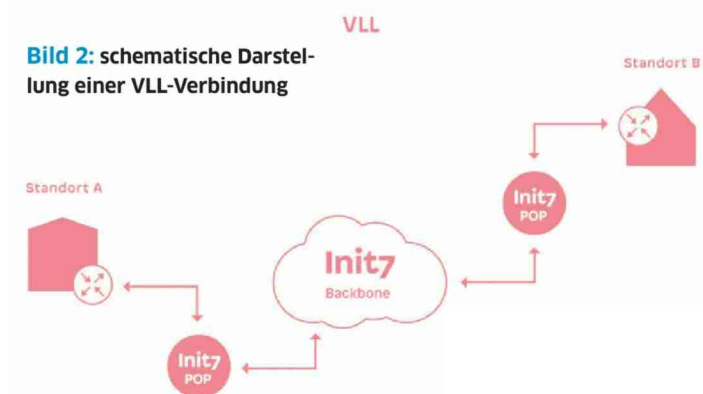 VLL
Bild 2: schematische Darstel-
lung einer VLL-Verbindung
Standort B
Standort A
Init7
POP
Init7
Backbone
Init7
POP